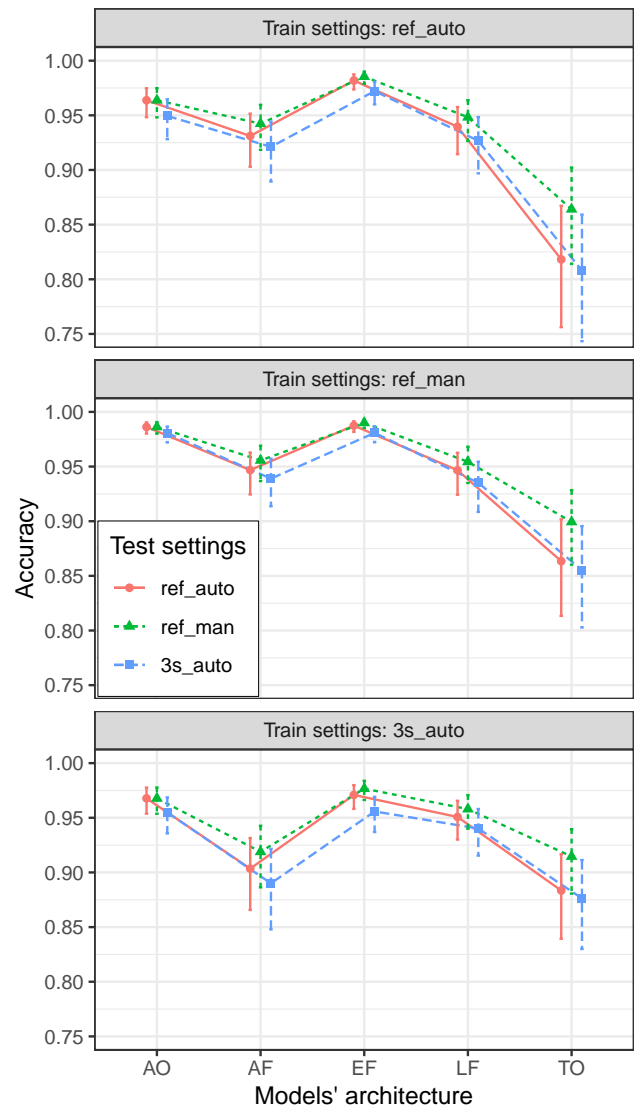 Train settings: ref_auto
1.00
0.95
0.90
0.85
0.80
0.75
Train settings: ref_man
1.00
0.95
0.90
0.85
0.80
0.75
Accuracy
Test settings
ref_auto
ref_man
3s_auto
Train settings: 3s_auto
1.00
0.95
0.90
0.85
0.80
0.75
AO AF EF LF TO
Models' architecture